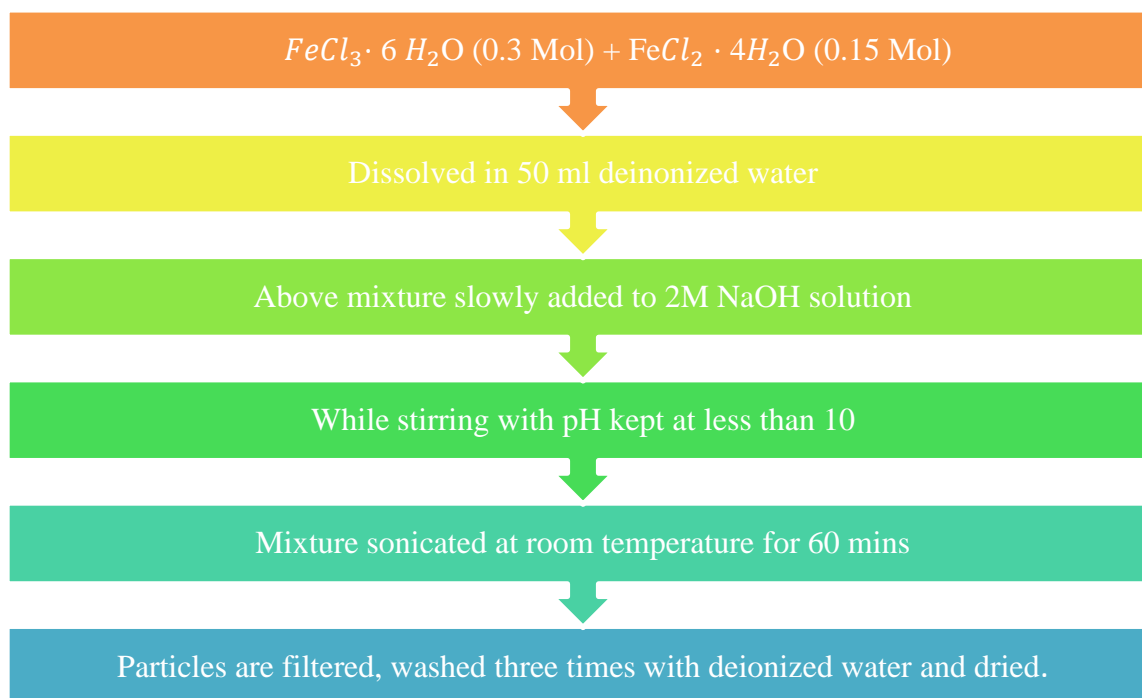 FeCl₃· 6 H₂O (0.3 Mol) + FeCl₂ · 4H₂O (0.15 Mol)
Dissolved in 50 ml deinonized water
Above mixture slowly added to 2M NaOH solution
While stirring with pH kept at less than 10
Mixture sonicated at room temperature for 60 mins
Particles are filtered, washed three times with deionized water and dried.